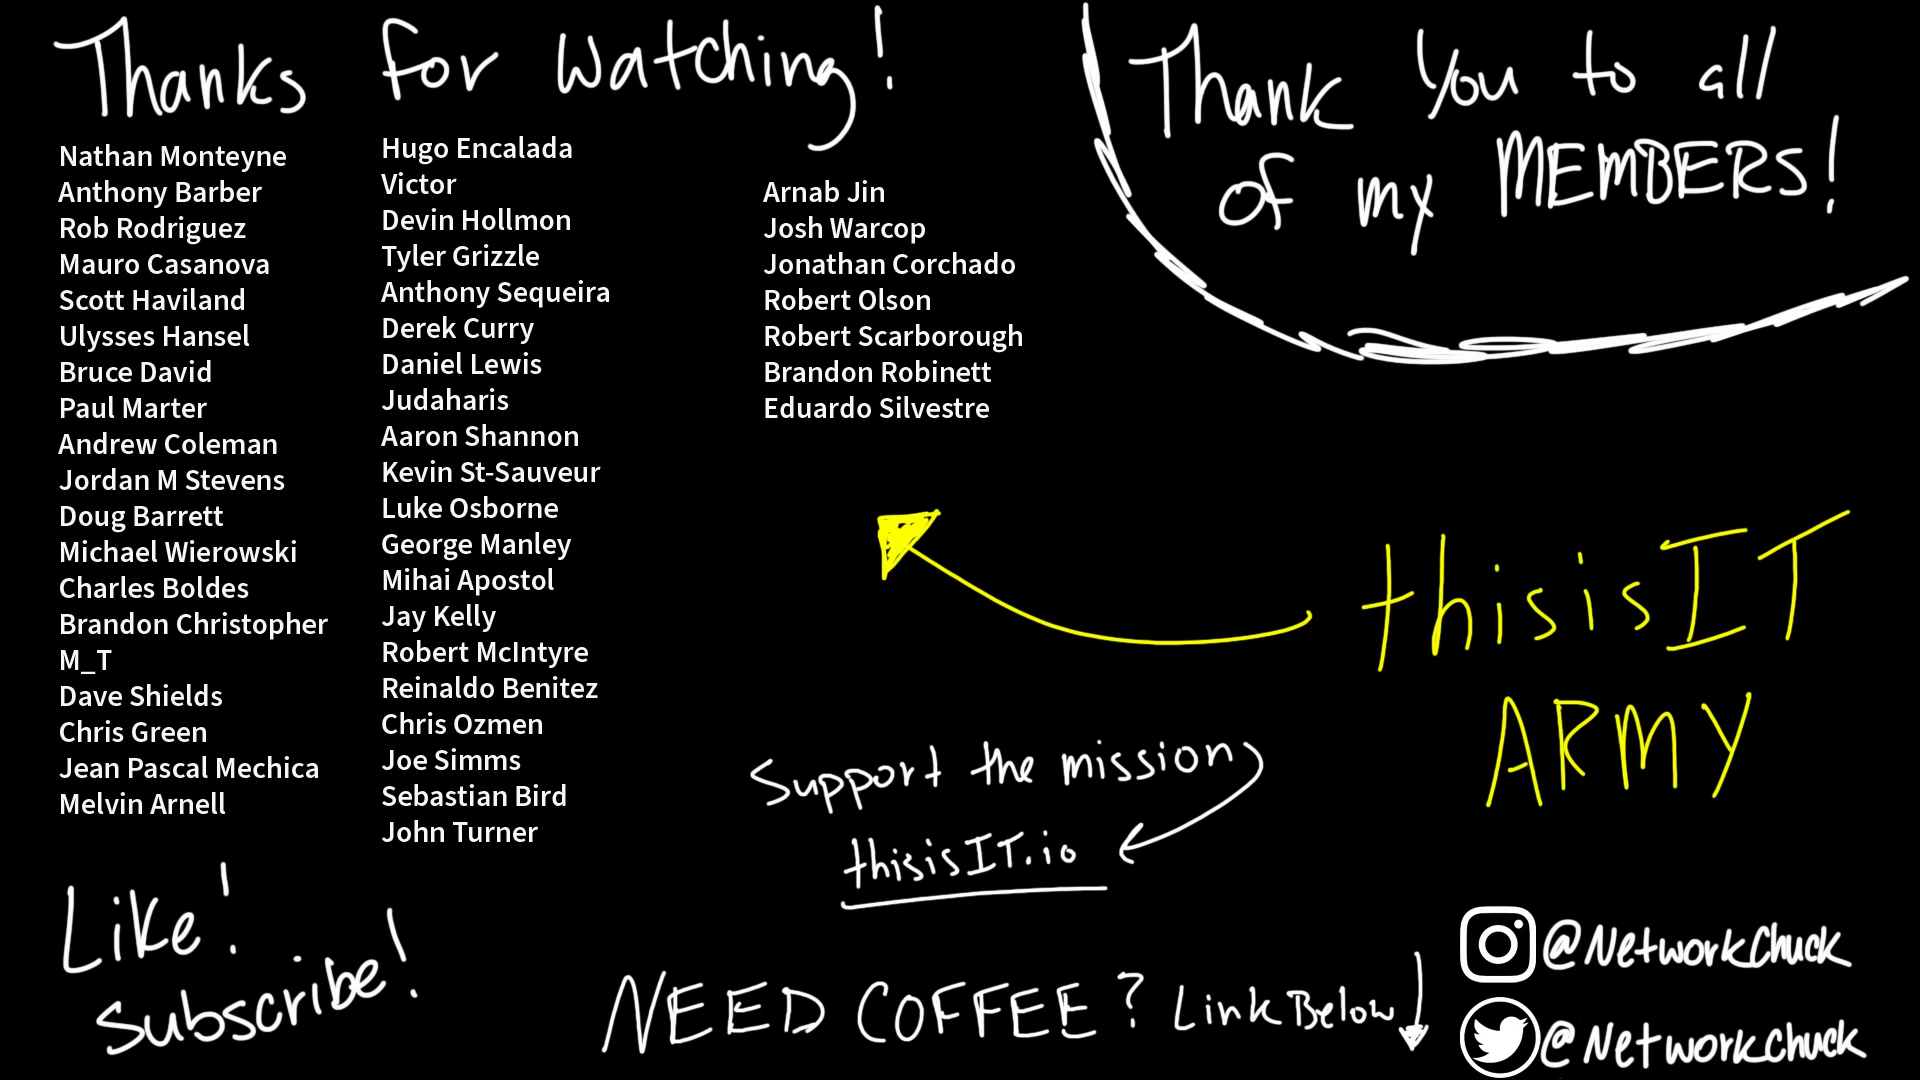 Thanks for watching!
Nathan Monteyne
Anthony Barber
Rob Rodriguez
Mauro Casanova
Scott Haviland
Ulysses Hansel
Bruce David
Paul Marter
Andrew Coleman
Jordan M Stevens
Doug Barrett
Michael Wierowski
Charles Boldes
Brandon Christopher
M_T
Dave Shields
Chris Green
Jean Pascal Mechica
Melvin Arnell
Hugo Encalada
Victor
Devin Hollmon
Tyler Grizzle
Anthony Sequeira
Derek Curry
Daniel Lewis
Judaharis
Aaron Shannon
Kevin St-Sauveur
Luke Osborne
George Manley
Mihai Apostol
Jay Kelly
Robert McIntyre
Reinaldo Benitez
Chris Ozmen
Joe Simms
Sebastian Bird
John Turner
Arnab Jin
Josh Warcop
Jonathan Corchado
Robert Olson
Robert Scarborough
Brandon Robinett
Eduardo Silvestre
Thank You to all
of my MEMBERS!
thisisIT
ARMY
Support the mission
thisisIT.io
Like!
Subscribe!
NEED COFFEE? Link Below
@NetworkChuck
@NetworkChuck